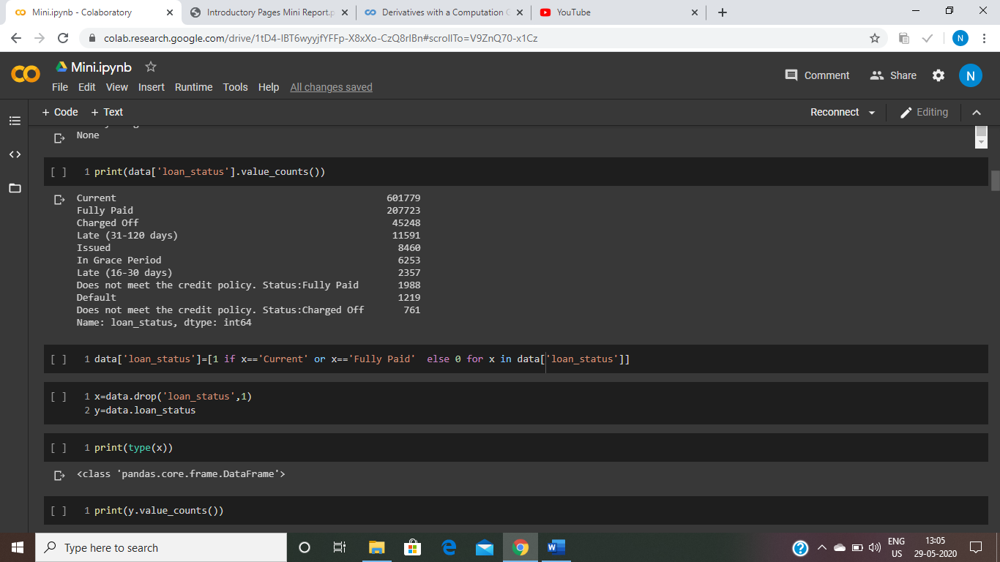 Mini.ipynb - Colaboratory
Introductory Pages Mini Report.p
Derivatives with a Computation G
YouTube
colab.research.google.com/drive/1tD4-IBT6wyyjfYFFp-X8xXo-CzQ8rIBn#scrollTo=V9ZnQ70-x1Cz
N
Mini.ipynb
File Edit View Insert Runtime Tools Help All changes saved
Comment
Share
N
+ Code + Text
Reconnect
Editing
None
[ ] 1 print(data['loan_status'].value_counts())
Current 601779
Fully Paid 207723
Charged Off 45248
Late (31-120 days) 11591
Issued 8460
In Grace Period 6253
Late (16-30 days) 2357
Does not meet the credit policy. Status:Fully Paid 1988
Default 1219
Does not meet the credit policy. Status:Charged Off 761
Name: loan_status, dtype: int64
[ ] 1 data['loan_status']=[1 if x=='Current' or x=='Fully Paid'  else 0 for x in data['loan_status']]
[ ] 1 x=data.drop('loan_status',1)
2 y=data.loan_status
[ ] 1 print(type(x))
<class 'pandas.core.frame.DataFrame'>
[ ] 1 print(y.value_counts())
Type here to search
ENG
US
13:05
29-05-2020